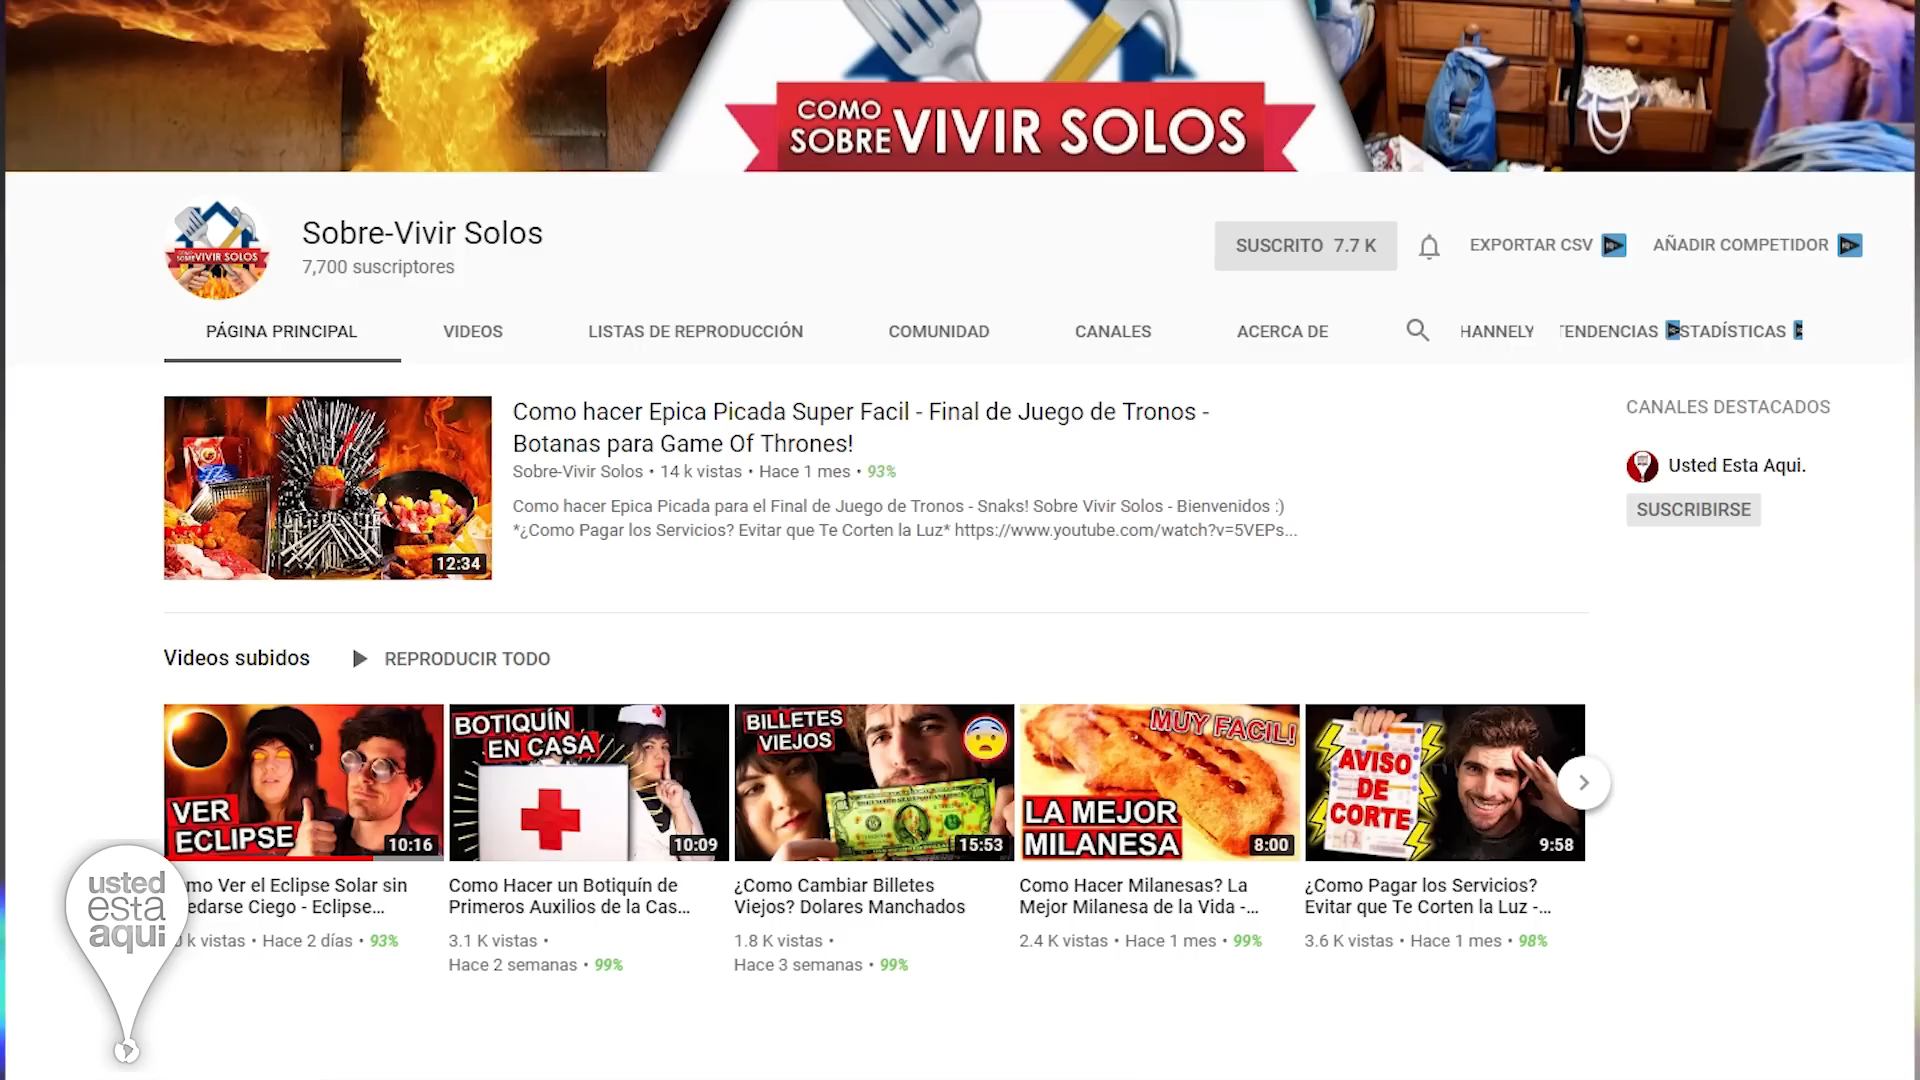 COMO
SOBRE VIVIR SOLOS
Sobre-Vivir Solos
7,700 suscriptores
SUSCRITO 7.7 K
EXPORTAR CSV
AÑADIR COMPETIDOR
COMO SOBRE VIVIR SOLOS
PÁGINA PRINCIPAL
VIDEOS
LISTAS DE REPRODUCCIÓN
COMUNIDAD
CANALES
ACERCA DE
HANNELY
TENDENCIAS
STADÍSTICAS
12:34
Como hacer Epica Picada Super Facil - Final de Juego de Tronos -
Botanas para Game Of Thrones!
Sobre-Vivir Solos • 14 k vistas • Hace 1 mes • 93%
Como hacer Epica Picada para el Final de Juego de Tronos - Snaks! Sobre Vivir Solos - Bienvenidos :)
*¿Como Pagar los Servicios? Evitar que Te Corten la Luz* https://www.youtube.com/watch?v=5VEPs...
CANALES DESTACADOS
Usted Esta Aqui.
SUSCRIBIRSE
Videos subidos
REPRODUCIR TODO
VER
ECLIPSE
10:16
mo Ver el Eclipse Solar sin
edarse Ciego - Eclipse...
k vistas • Hace 2 días • 93%
BOTIQUÍN
EN CASA
10:09
Como Hacer un Botiquín de
Primeros Auxilios de la Cas...
3.1 K vistas •
Hace 2 semanas • 99%
BILLETES
VIEJOS
15:53
¿Como Cambiar Billetes
Viejos? Dolares Manchados
1.8 K vistas •
Hace 3 semanas • 99%
MUY FACIL!
LA MEJOR
MILANESA
8:00
Como Hacer Milanesas? La
Mejor Milanesa de la Vida -...
2.4 K vistas • Hace 1 mes • 99%
AVISO
DE
CORTE
9:58
¿Como Pagar los Servicios?
Evitar que Te Corten la Luz -...
3.6 K vistas • Hace 1 mes • 98%
usted
esta
aqui